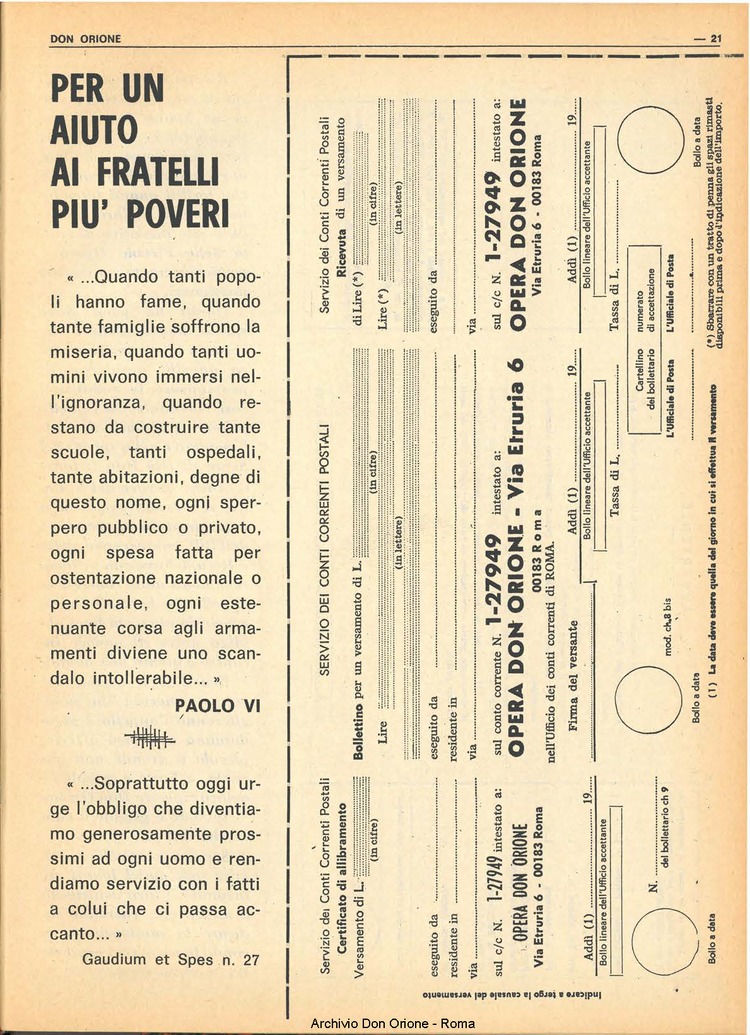 DON ORIONE
— 21
PER UN
AIUTO
AI FRATELLI
PIU' POVERI
« ...Quando tanti popo-
li hanno fame, quando
tante famiglie soffrono la
miseria, quando tanti uo-
mini vivono immersi nel-
l'ignoranza, quando re-
stano da costruire tante
scuole, tanti ospedali,
tante abitazioni, degne di
questo nome, ogni sper-
pero pubblico o privato,
ogni spesa fatta per
ostentazione nazionale o
personale, ogni este-
nuante corsa agli arma-
menti diviene uno scan-
dalo intollerabile... »
PAOLO VI
« ...Soprattutto oggi ur-
ge l'obbligo che diventia-
mo generosamente pros-
simi ad ogni uomo e ren-
diamo servizio con i fatti
a colui che ci passa ac-
canto... »
Gaudium et Spes n. 27
Servizio dei Conti Correnti Postali
Certificato di allibramento
Versamento di L.
(in cifre)
eseguito da
residente in
via
sul c/c N. 1-27949 intestato a:
OPERA DON ORIONE
Via Etruria 6 - 00183 Roma
Addì (1) 19
Bollo lineare dell'Ufficio accettante
N.
del bollettario ch 9
Bollo a data
Indicare a tergo la causale del versamento
SERVIZIO DEI CONTI CORRENTI POSTALI
Bollettino per un versamento di L.
(in cifre)
Lire
(in lettere)
eseguito da
residente in
via
sul conto corrente N. 1-27949 intestato a:
OPERA DON ORIONE - Via Etruria 6
00183 Roma
nell'Ufficio dei conti correnti di ROMA.
Firma del versante
Addì (1) 19
Bollo lineare dell'Ufficio accettante
Tassa di L.
Cartellino
del bollettario
L'Ufficiale di Posta
mod. ch 8 bis
Bollo a data
(1) La data deve essere quella del giorno in cui si effettua il versamento
Servizio dei Conti Correnti Postali
Ricevuta di un versamento
di Lire (*)
(in cifre)
Lire (*)
(in lettere)
eseguito da
via
sul c/c N. 1-27949 intestato a:
OPERA DON ORIONE
Via Etruria 6 - 00183 Roma
Addì (1) 19
Bollo lineare dell'Ufficio accettante
Tassa di L.
numerato
di accettazione
L'Ufficiale di Posta
Bollo a data
(*) Sbarrare con un tratto di penna gli spazi rimasti
disponibili prima e dopo l'indicazione dell'importo.
Archivio Don Orione - Roma